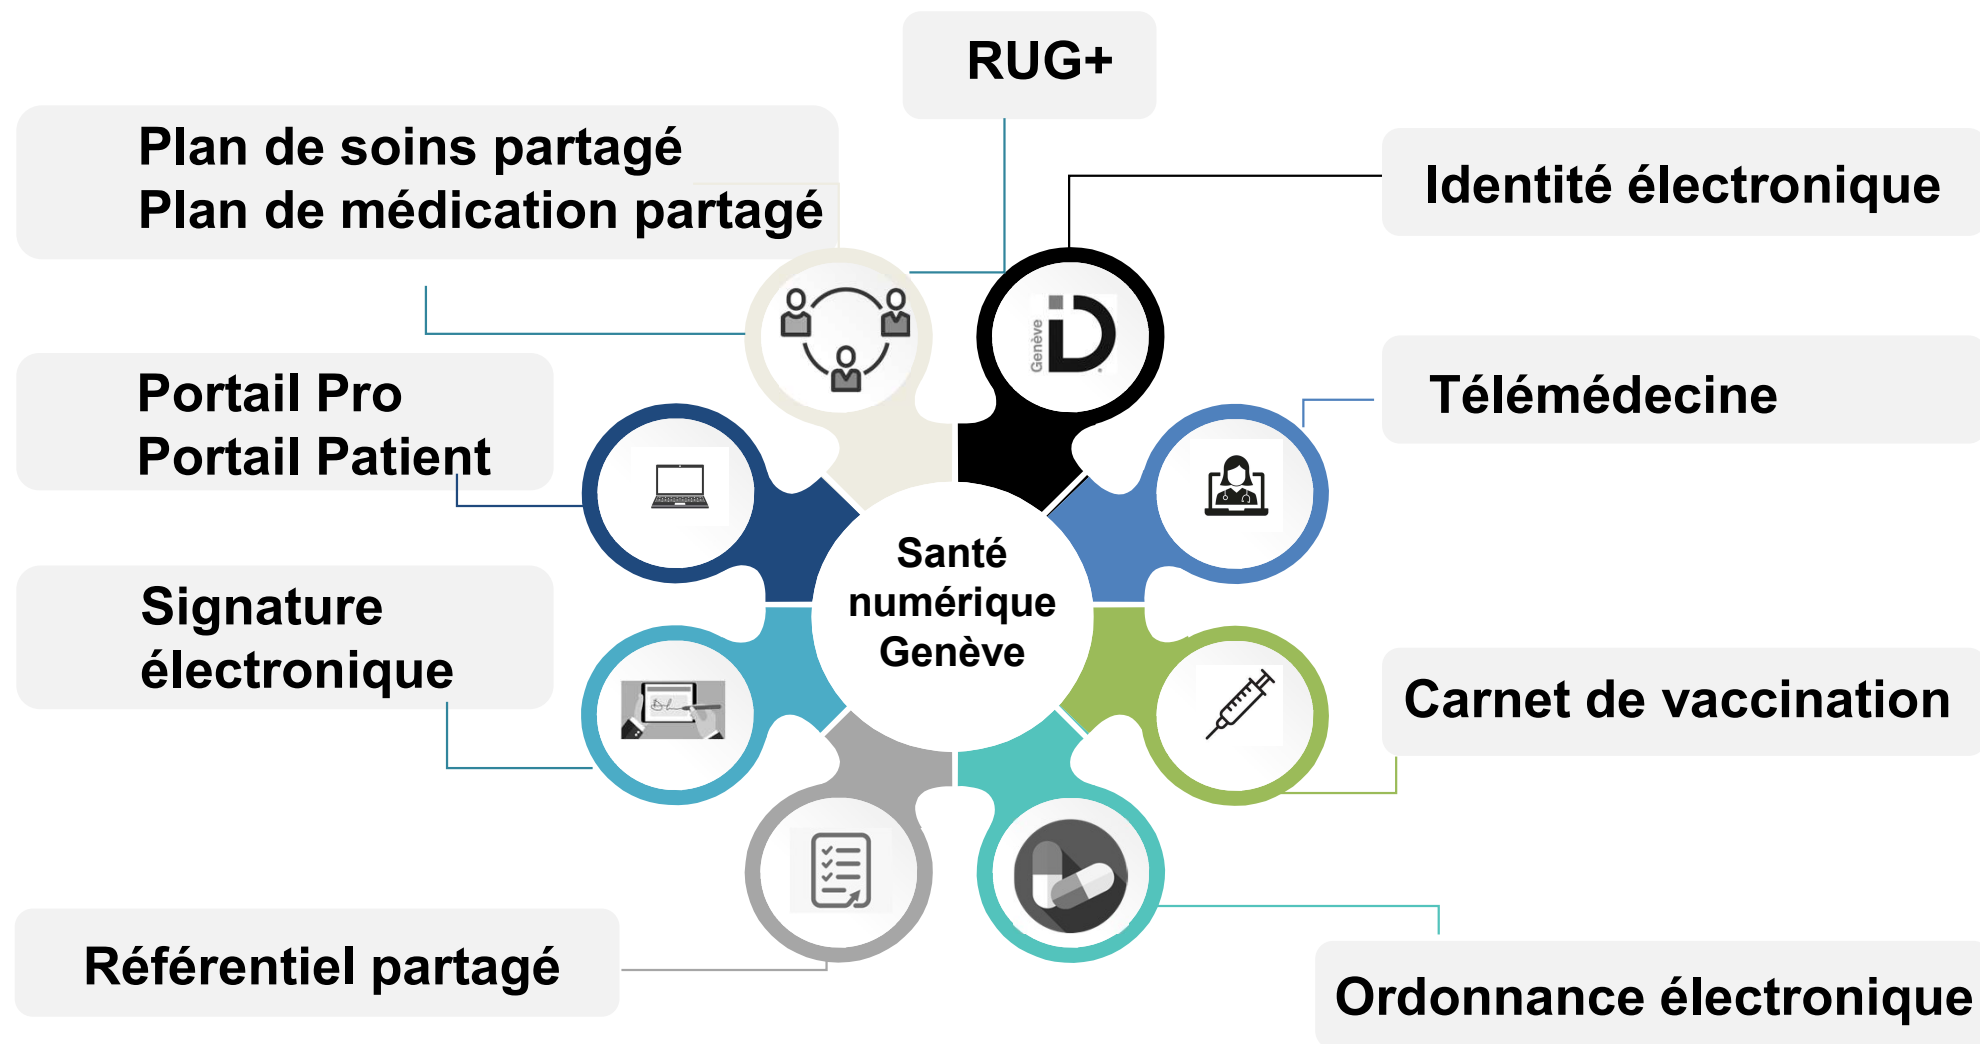 RUG+
Plan de soins partagé
Plan de médication partagé
Identité électronique
Genève
iD
Portail Pro
Portail Patient
Télémédecine
Santé
numérique
Genève
Signature
électronique
Carnet de vaccination
Référentiel partagé
Ordonnance électronique